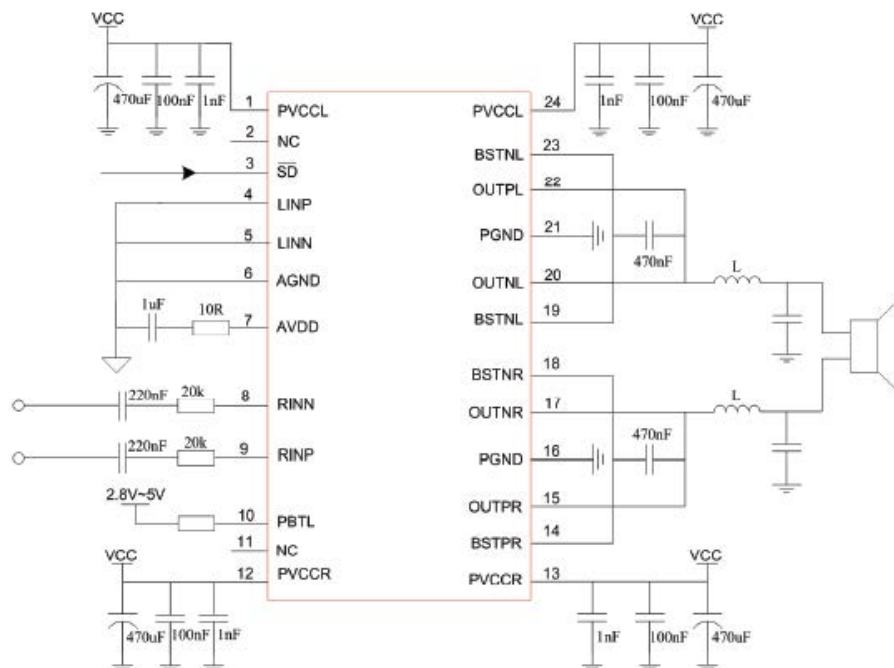 VCC
470uF 100nF 1nF
VCC
1nF 100nF 470uF
1 PVCCL
2 NC
3 SD
4 LINP
5 LINN
6 AGND
1uF 10R
7 AVDD
220nF 20k
8 RINN
220nF 20k
9 RINP
2.8V~5V
10 PBTL
11 NC
VCC
12 PVCCR
470uF 100nF 1nF
PVCCL 24
BSTNL 23
OUTPL 22
PGND 21
470nF
OUTNL 20
L
BSTNL 19
BSTNR 18
OUTNR 17
L
470nF
PGND 16
OUTPR 15
BSTPR 14
VCC
PVCCR 13
1nF 100nF 470uF